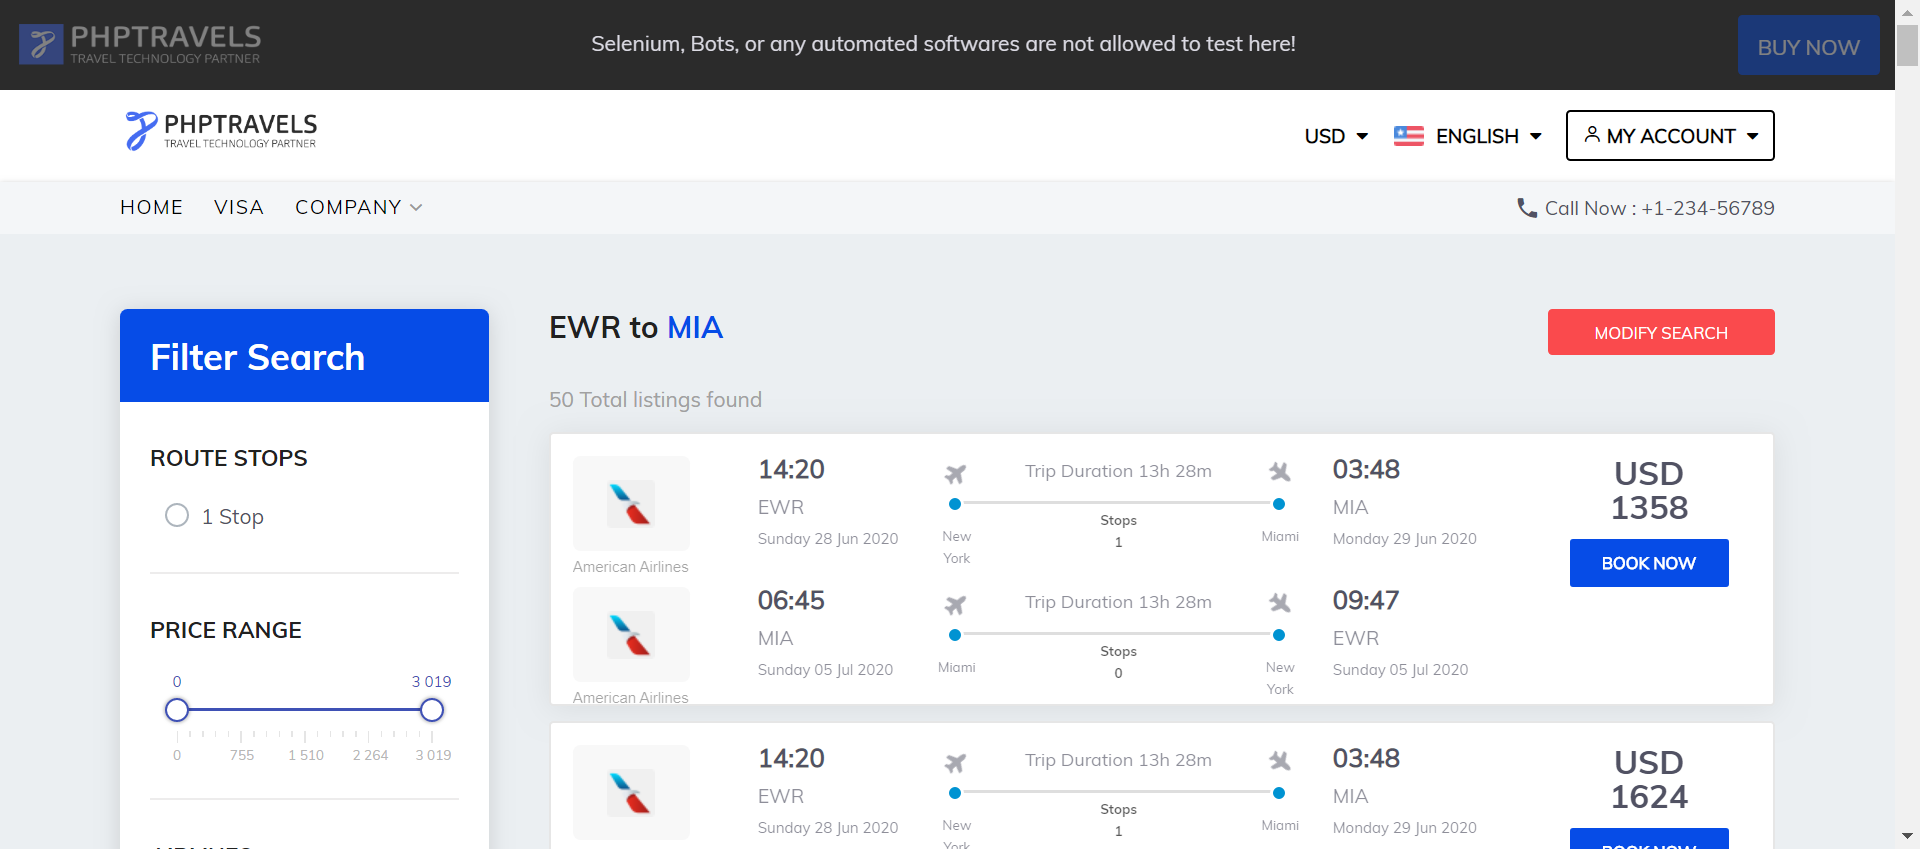 PHPTRAVELS
TRAVEL TECHNOLOGY PARTNER
Selenium, Bots, or any automated softwares are not allowed to test here!
BUY NOW
PHPTRAVELS
TRAVEL TECHNOLOGY PARTNER
USD
ENGLISH
MY ACCOUNT
HOME
VISA
COMPANY
Call Now : +1-234-56789
Filter Search
ROUTE STOPS
1 Stop
PRICE RANGE
0
3 019
0
755
1 510
2 264
3 019
EWR to MIA
MODIFY SEARCH
50 Total listings found
American Airlines
14:20
EWR
Sunday 28 Jun 2020
New
York
Trip Duration 13h 28m
Stops
1
Miami
03:48
MIA
Monday 29 Jun 2020
USD
1358
BOOK NOW
American Airlines
06:45
MIA
Sunday 05 Jul 2020
Miami
Trip Duration 13h 28m
Stops
0
New
York
09:47
EWR
Sunday 05 Jul 2020
14:20
EWR
Sunday 28 Jun 2020
New
York
Trip Duration 13h 28m
Stops
1
Miami
03:48
MIA
Monday 29 Jun 2020
USD
1624
BOOK NOW